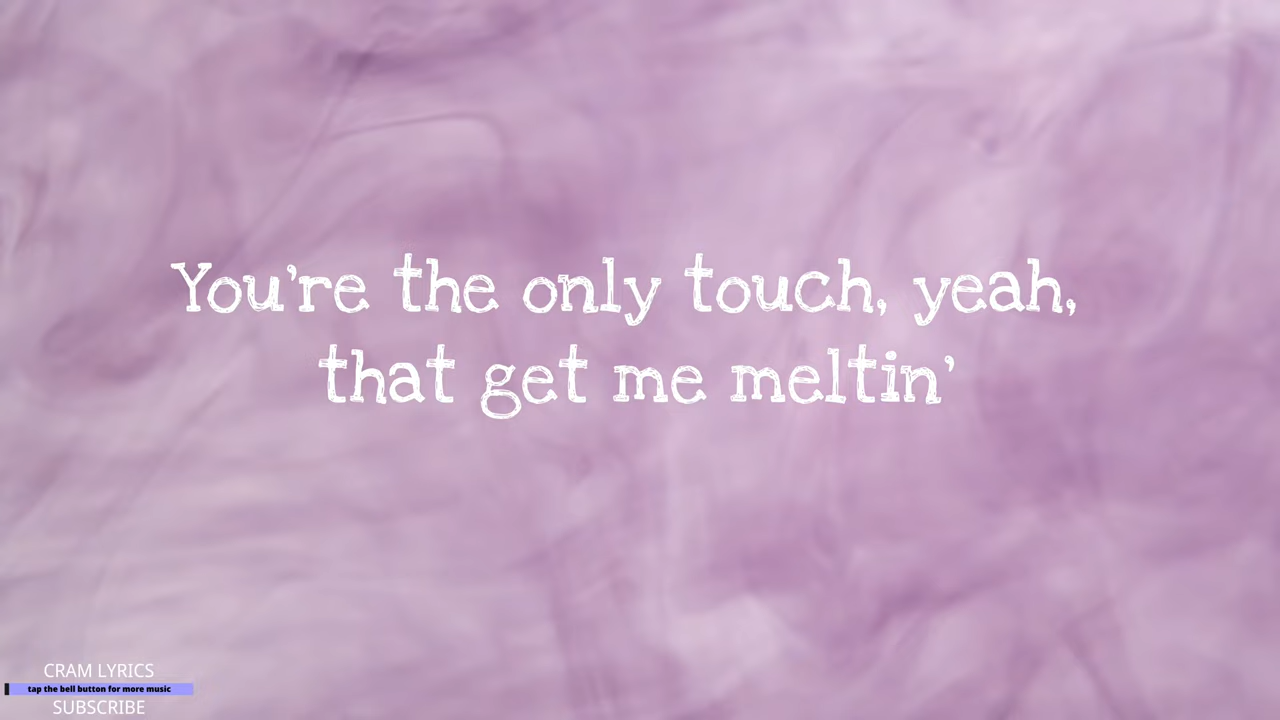 You're the only touch, yeah,
that get me meltin'
CRAM LYRICS
tap the bell button for more music
SUBSCRIBE